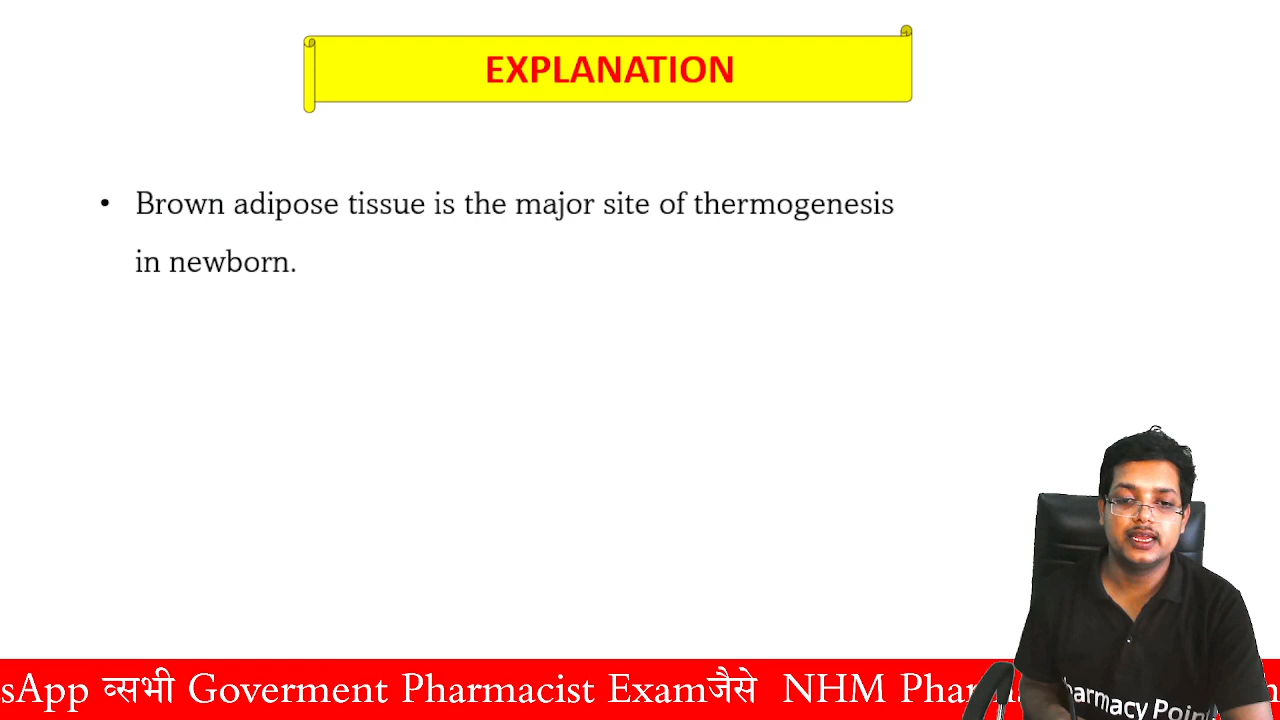 EXPLANATION
• Brown adipose tissue is the major site of thermogenesis
in newborn.
sApp व्सभी Goverment Pharmacist Examजैसे NHM Phar
Pharmacy Point